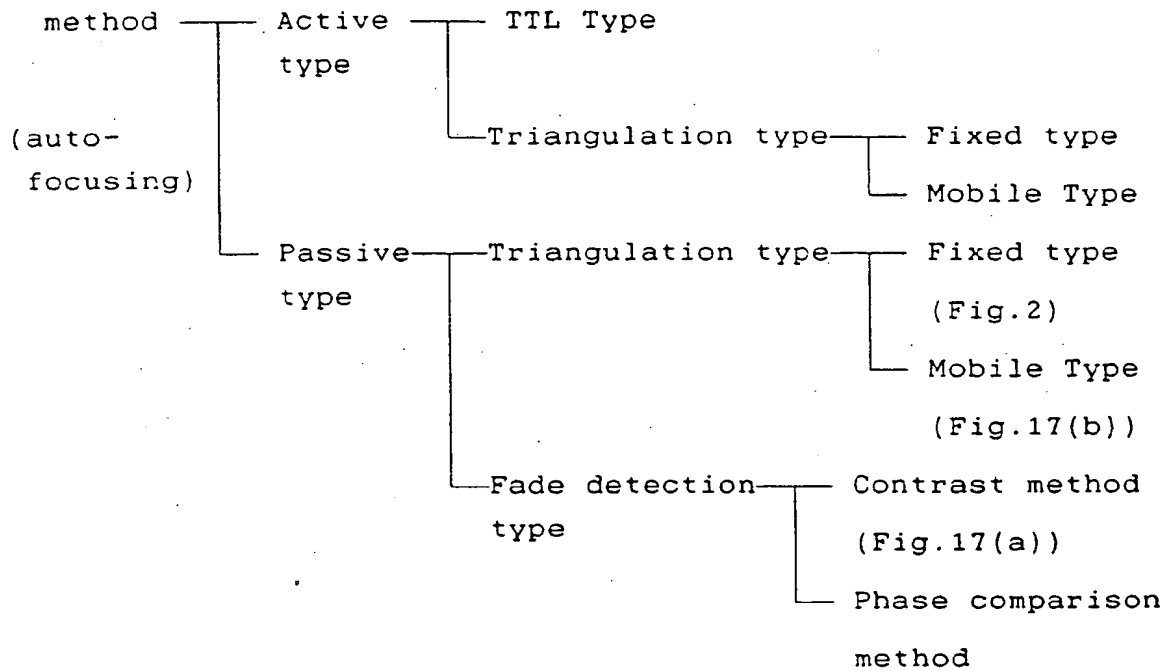 method Active TTL Type
type
(auto- Triangulation type Fixed type
focusing) Mobile Type
Passive Triangulation type Fixed type
type (Fig.2)
Mobile Type
(Fig.17(b))
Fade detection Contrast method
type (Fig.17(a))
Phase comparison
method